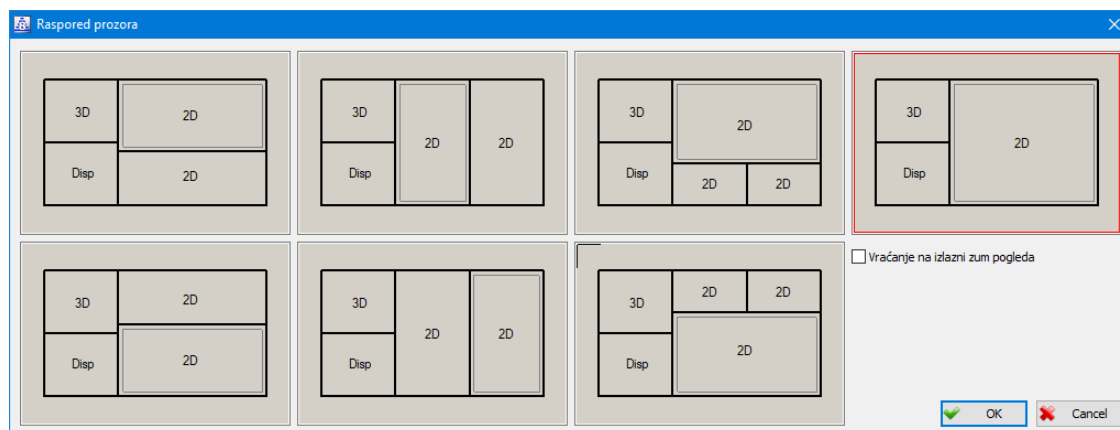 Raspored prozora
3D
2D
Disp
2D
3D
2D
2D
Disp
3D
2D
Disp
2D
2D
3D
2D
Disp
3D
2D
Disp
2D
3D
2D
2D
Disp
3D
2D
2D
Disp
2D
Vraćanje na izlazni zum pogleda
OK
Cancel